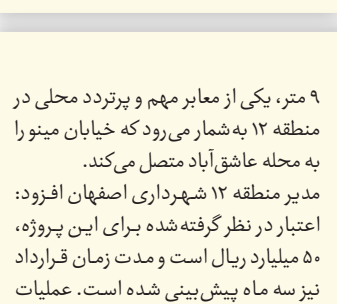 ۹ متر، یکی از معابر مهم و پرتردد محلی در
منطقه ۱۲ به‌شمار می‌رود که خیابان مینو را
به محله عاشق‌آباد متصل می‌کند.
مدیر منطقه ۱۲ شهرداری اصفهان افزود:
اعتبار در نظر گرفته‌شده برای این پروژه،
۵۰ میلیارد ریال است و مدت زمان قرارداد
نیز سه ماه پیش‌بینی شده است. عملیات